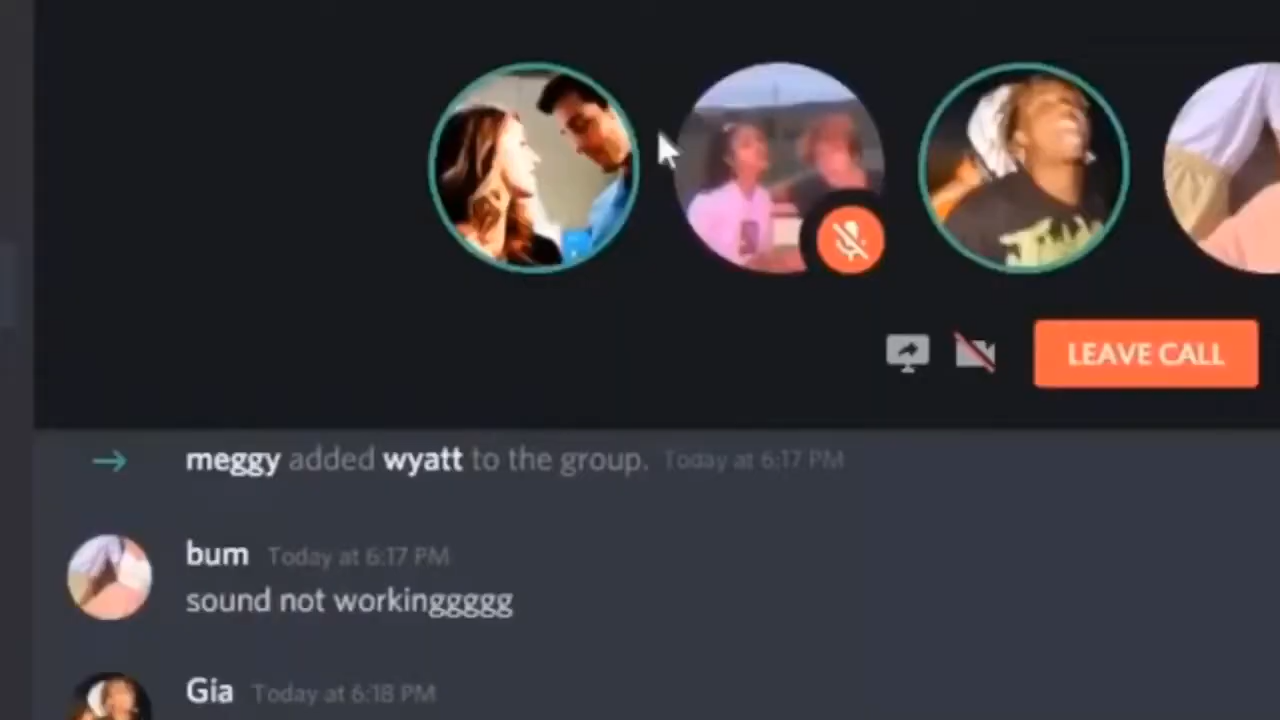 LEAVE CALL
meggy added wyatt to the group. Today at 6:17 PM
bum Today at 6:17 PM
sound not workinggggg
Gia Today at 6:18 PM